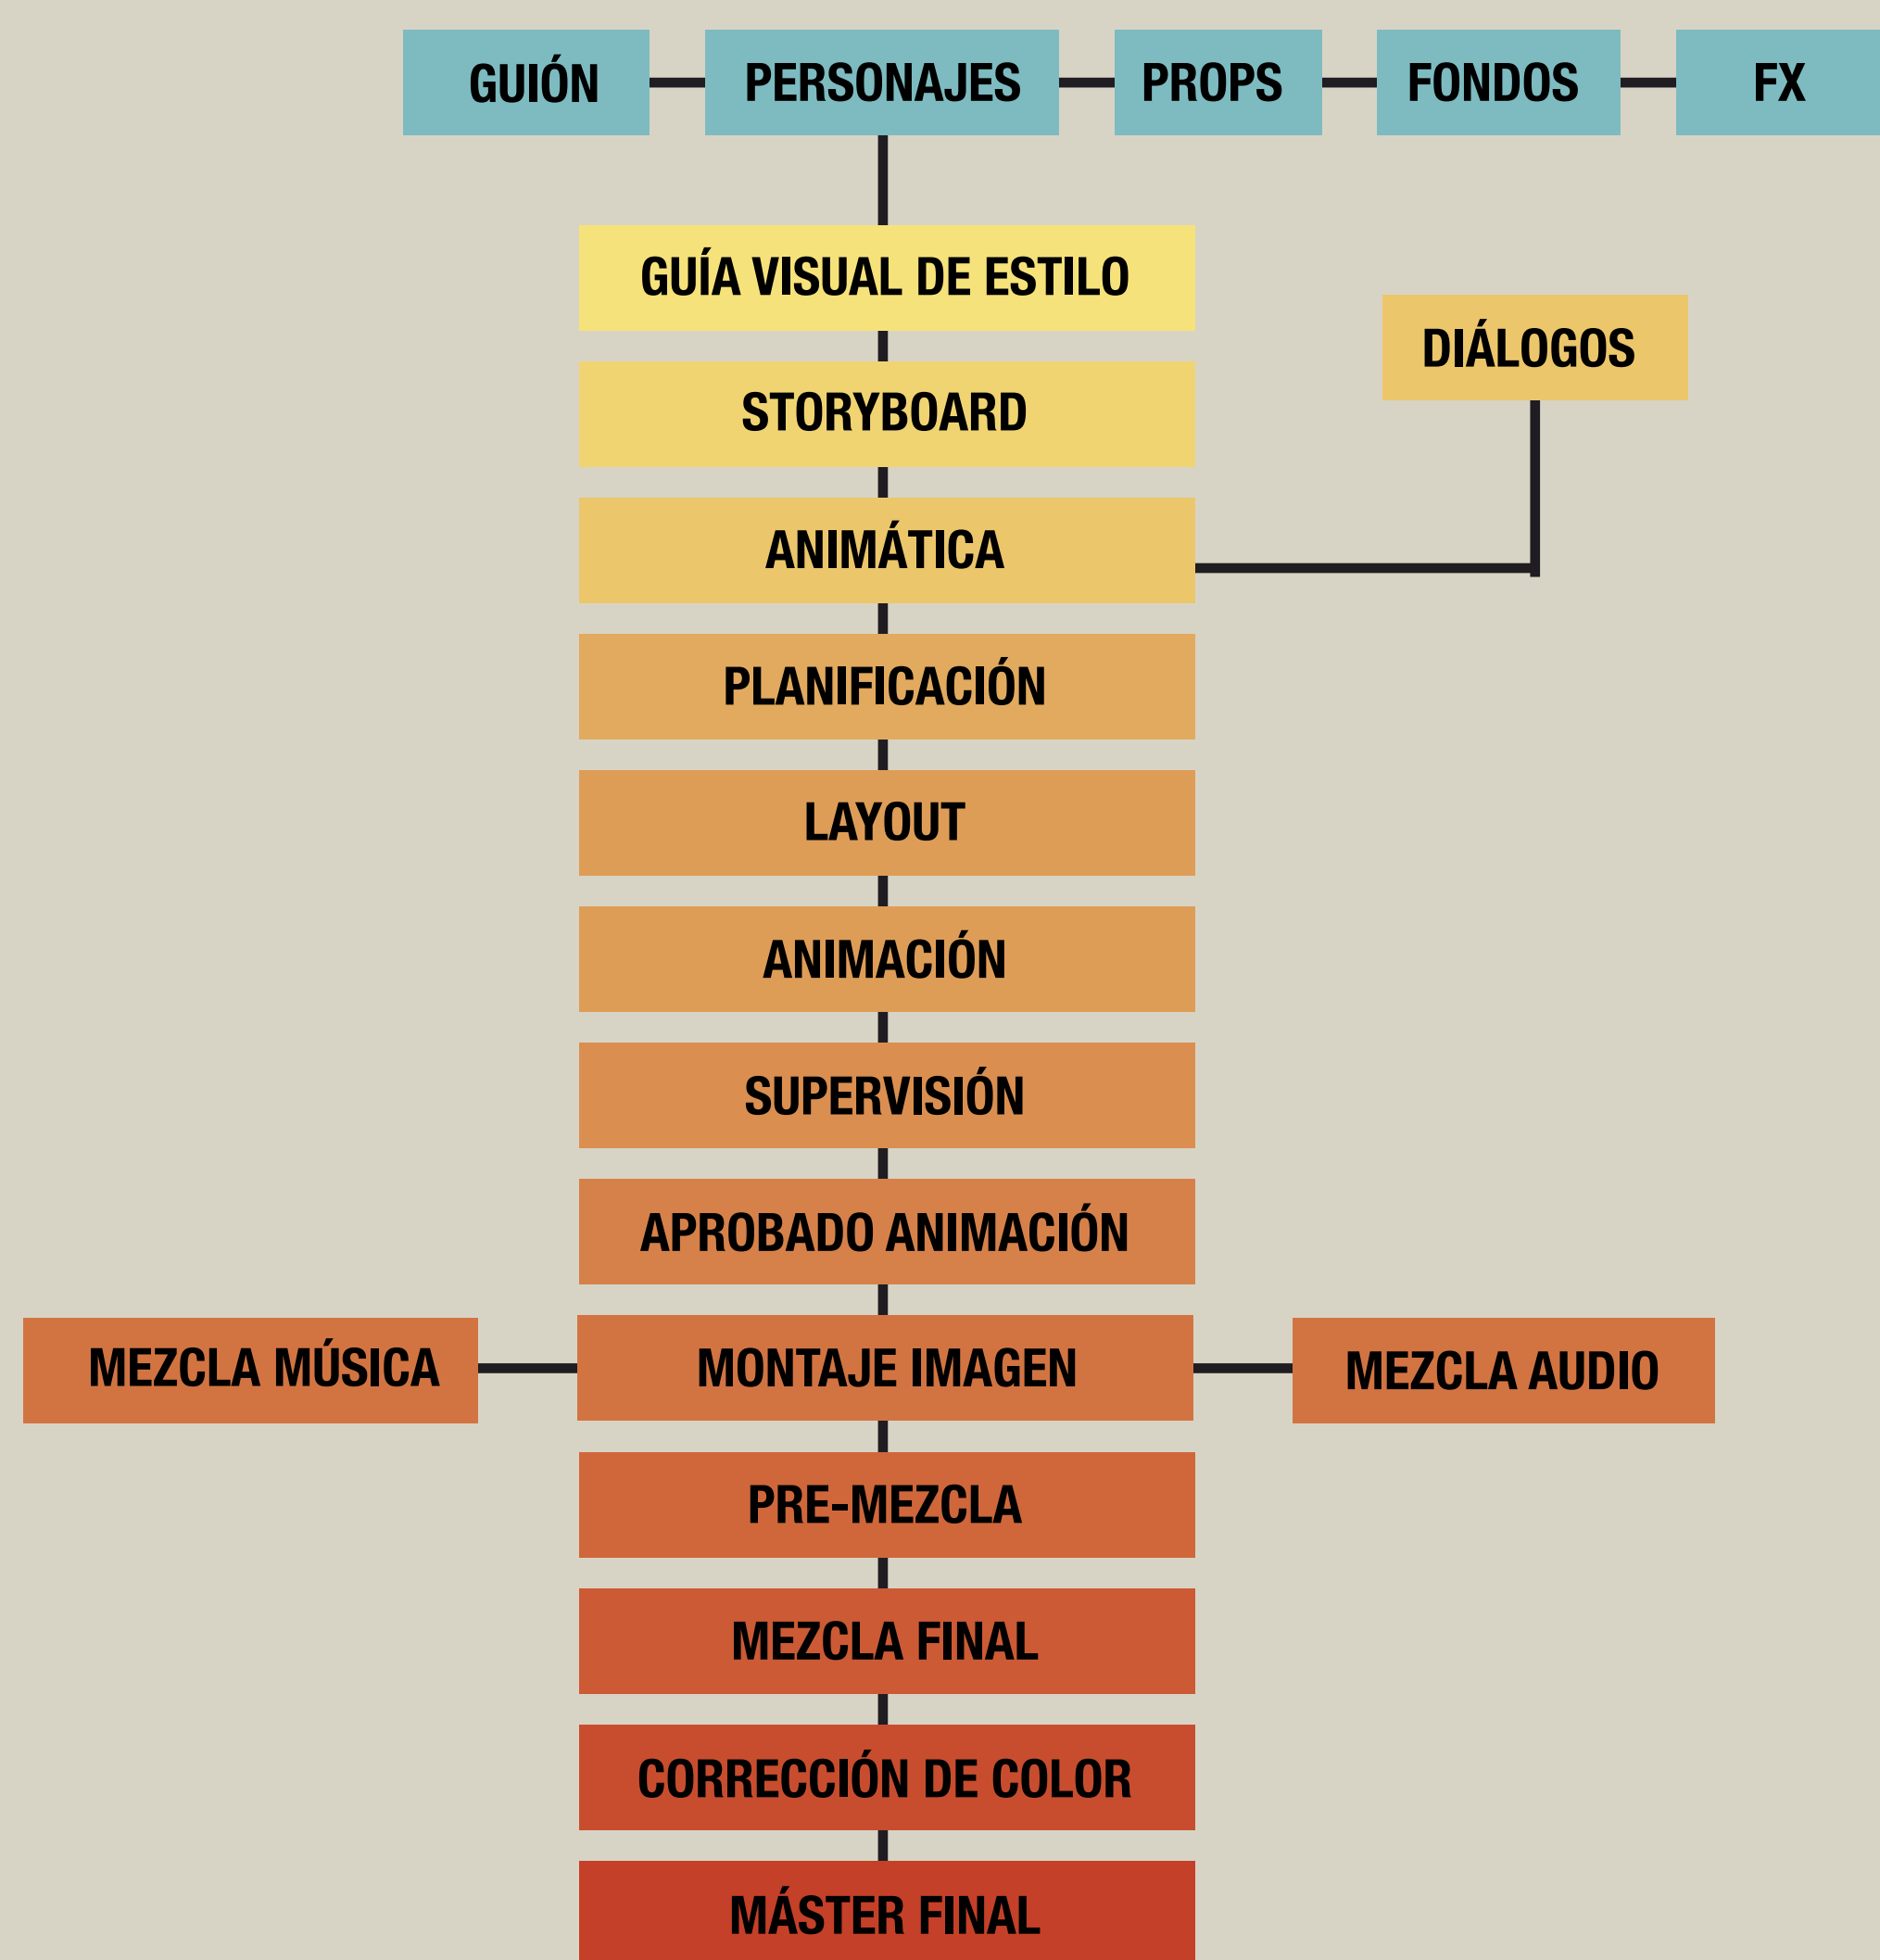 GUIÓN
PERSONAJES
PROPS
FONDOS
FX
GUÍA VISUAL DE ESTILO
DIÁLOGOS
STORYBOARD
ANIMÁTICA
PLANIFICACIÓN
LAYOUT
ANIMACIÓN
SUPERVISIÓN
APROBADO ANIMACIÓN
MEZCLA MÚSICA
MONTAJE IMAGEN
MEZCLA AUDIO
PRE-MEZCLA
MEZCLA FINAL
CORRECCIÓN DE COLOR
MÁSTER FINAL